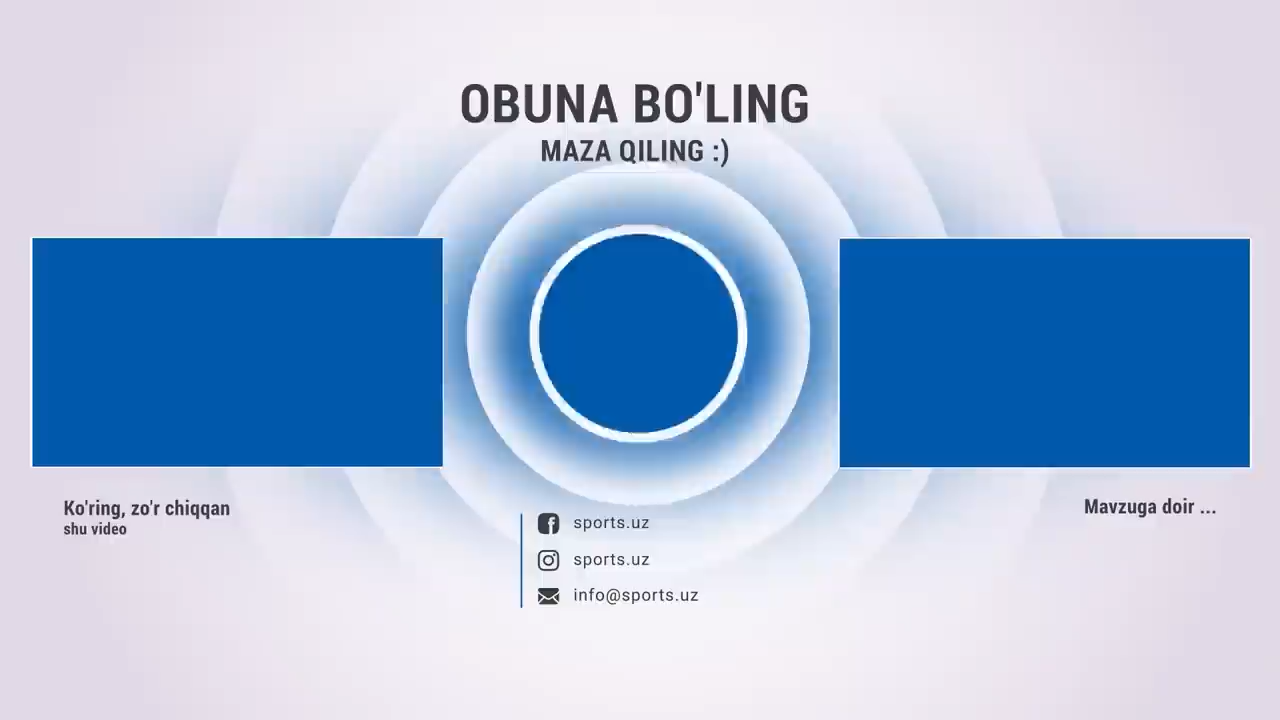 OBUNA BO'LING
MAZA QILING :)
Ko'ring, zo'r chiqqan
shu video
Mavzuga doir ...
sports.uz
sports.uz
info@sports.uz